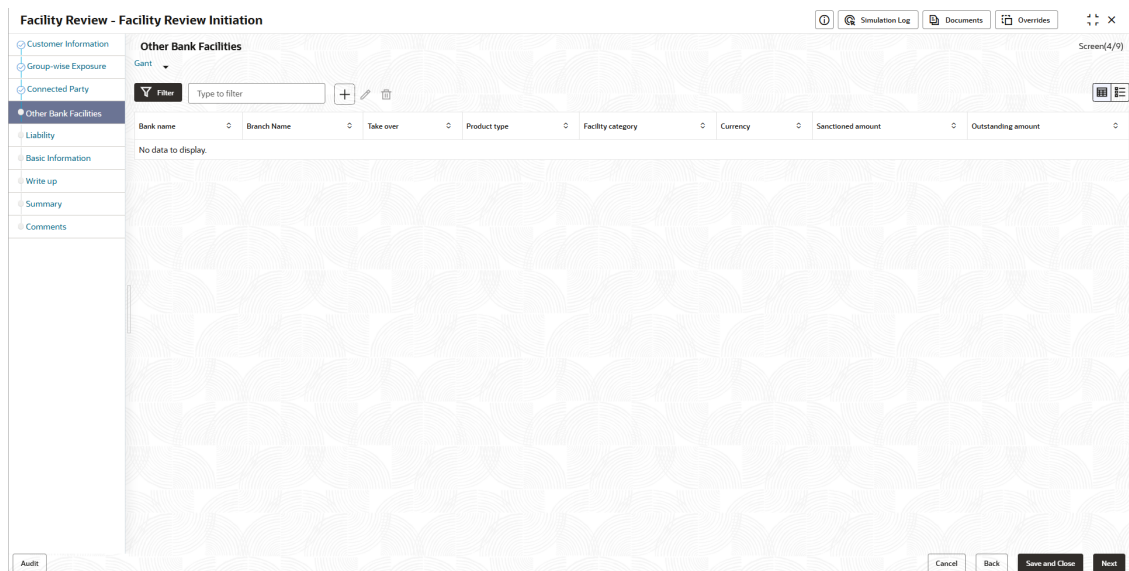 Facility Review - Facility Review Initiation
Simulation Log
Documents
Overrides
Customer Information
Group-wise Exposure
Connected Party
Other Bank Facilities
Liability
Basic Information
Write up
Summary
Comments
Other Bank Facilities
Screen(4/9)
Gant
Filter
Type to filter
Bank name Branch Name Take over Product type Facility category Currency Sanctioned amount Outstanding amount
No data to display.
Audit
Cancel Back Save and Close Next